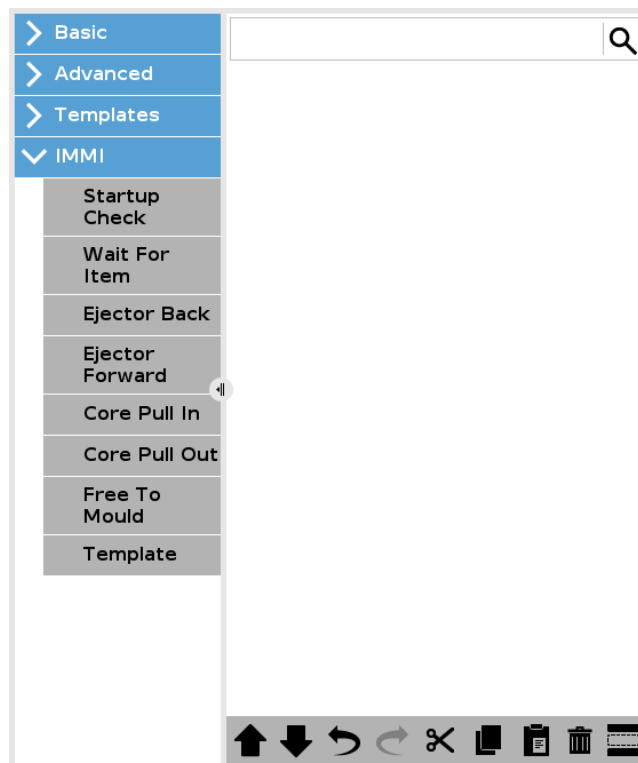 Basic
Advanced
Templates
IMMI
Startup
Check
Wait For
Item
Ejector Back
Ejector
Forward
Core Pull In
Core Pull Out
Free To
Mould
Template